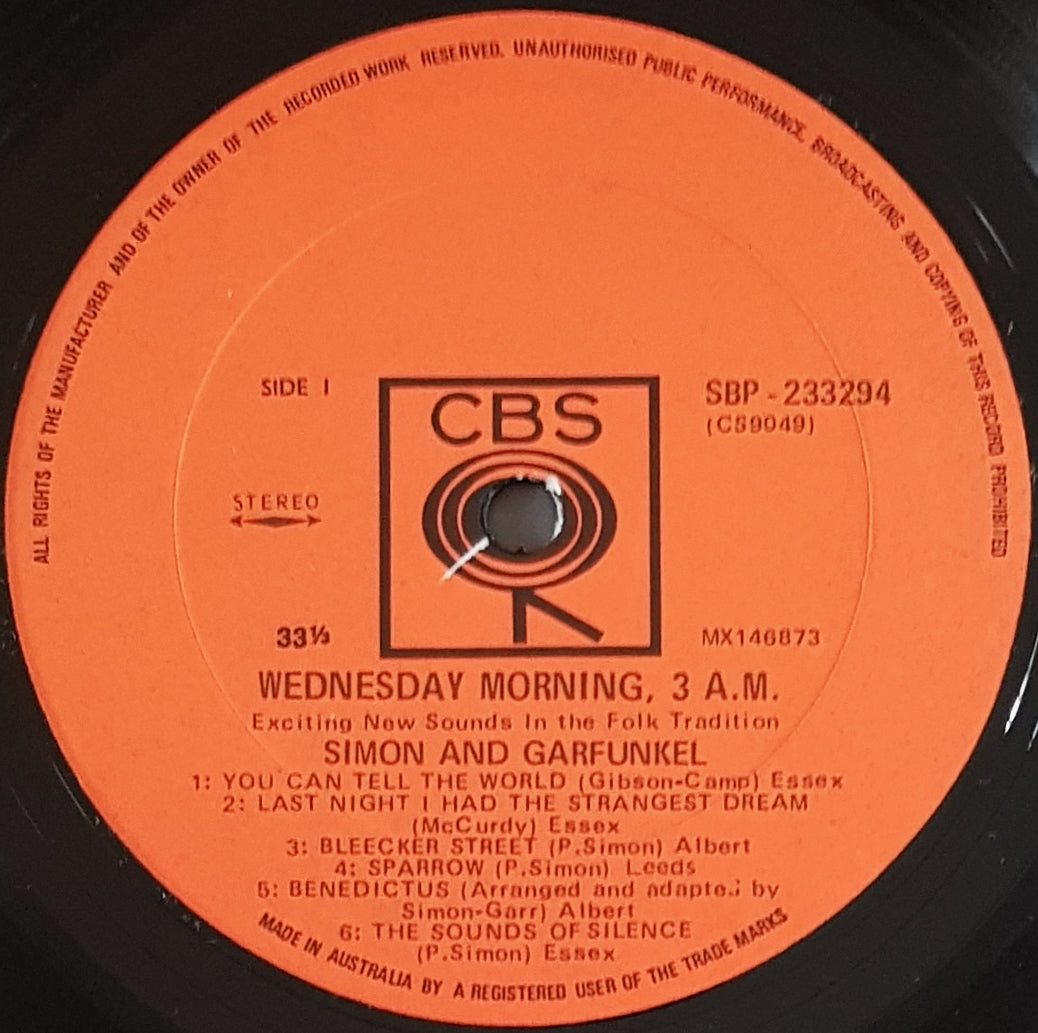 ALL RIGHTS OF THE MANUFACTURER AND OF THE OWNER OF THE RECORDED WORK RESERVED. UNAUTHORISED PUBLIC PERFORMANCE, BROADCASTING AND COPYING OF THIS RECORD PROHIBITED
SIDE 1
CBS
SBP - 233294
(CS9049)
STEREO
33⅓
MX146873
WEDNESDAY MORNING, 3 A.M.
Exciting New Sounds In the Folk Tradition
SIMON AND GARFUNKEL
1: YOU CAN TELL THE WORLD (Gibson-Camp) Essex
2: LAST NIGHT I HAD THE STRANGEST DREAM
(McCurdy) Essex
3: BLEECKER STREET (P.Simon) Albert
4: SPARROW (P.Simon) Leeds
5: BENEDICTUS (Arranged and adapted by
Simon-Garr) Albert
6: THE SOUNDS OF SILENCE
(P.Simon) Essex
MADE IN AUSTRALIA BY A REGISTERED USER OF THE TRADE MARKS